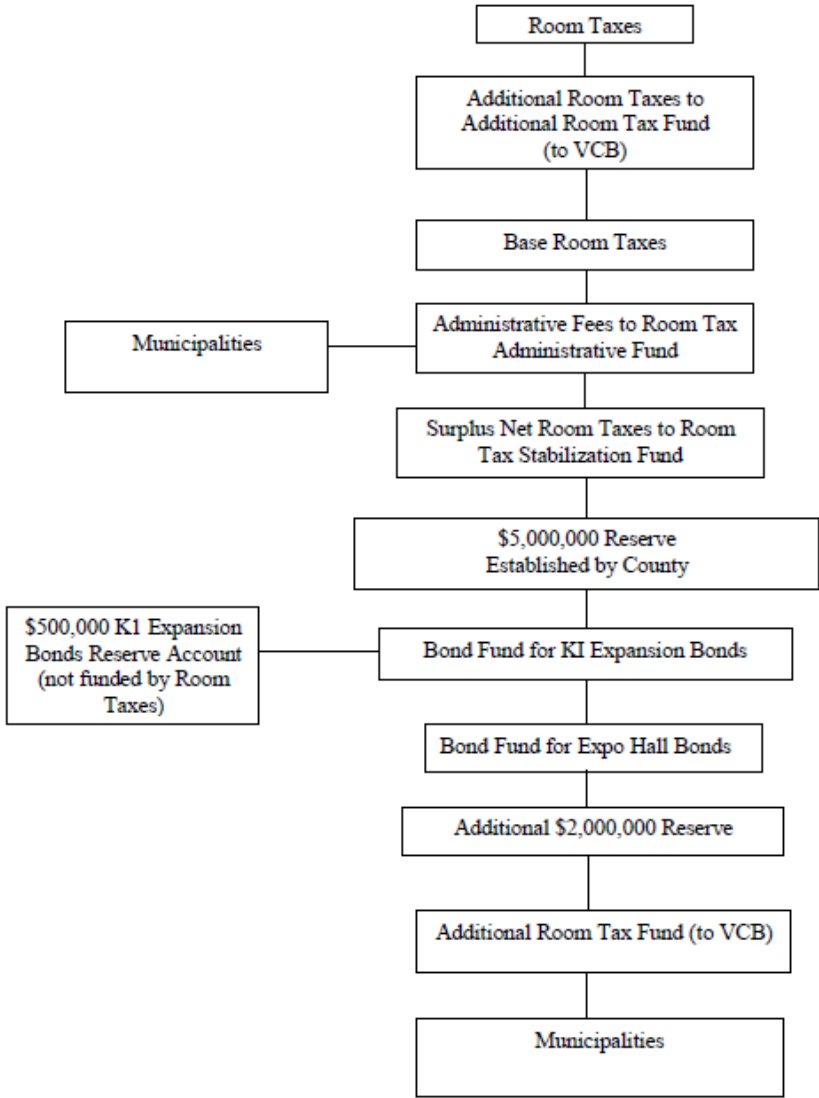 Room Taxes
Additional Room Taxes to
Additional Room Tax Fund
(to VCB)
Base Room Taxes
Municipalities
Administrative Fees to Room Tax
Administrative Fund
Surplus Net Room Taxes to Room
Tax Stabilization Fund
$5,000,000 Reserve
Established by County
$500,000 K1 Expansion
Bonds Reserve Account
(not funded by Room
Taxes)
Bond Fund for KI Expansion Bonds
Bond Fund for Expo Hall Bonds
Additional $2,000,000 Reserve
Additional Room Tax Fund (to VCB)
Municipalities